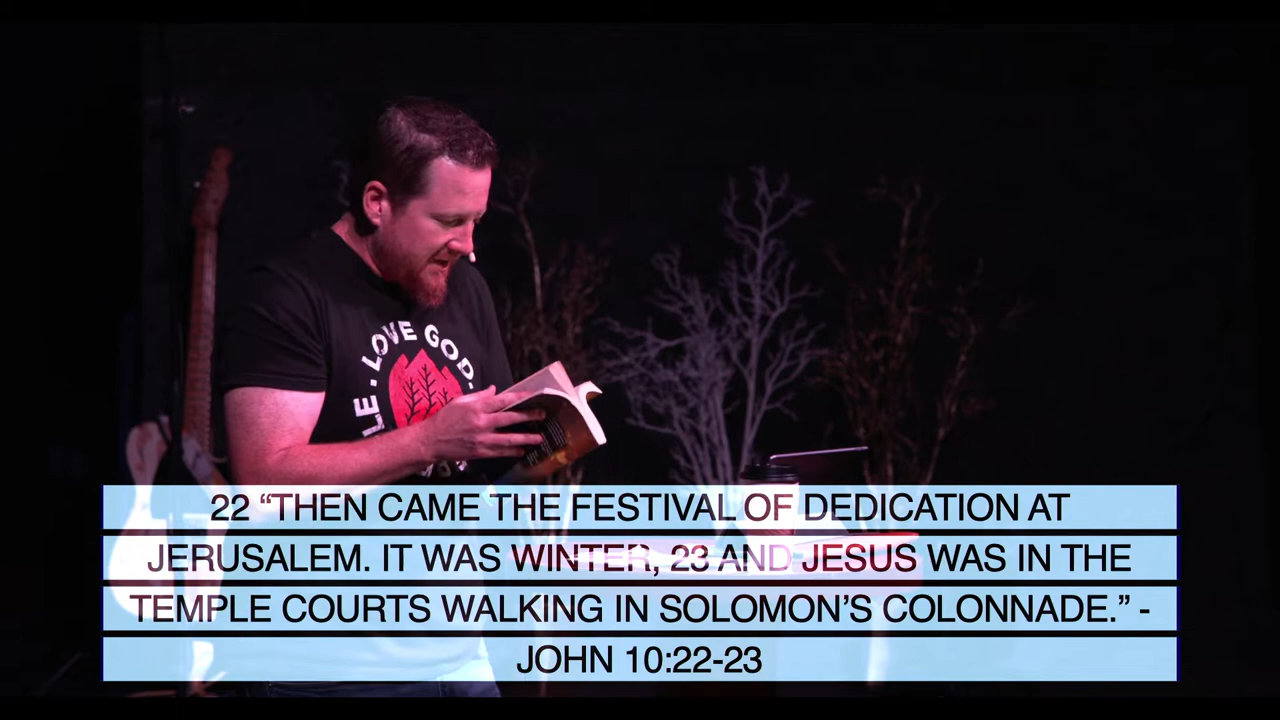 LE. LOVE GOD.
22 “THEN CAME THE FESTIVAL OF DEDICATION AT
JERUSALEM. IT WAS WINTER, 23 AND JESUS WAS IN THE
TEMPLE COURTS WALKING IN SOLOMON’S COLONNADE.” -
JOHN 10:22-23